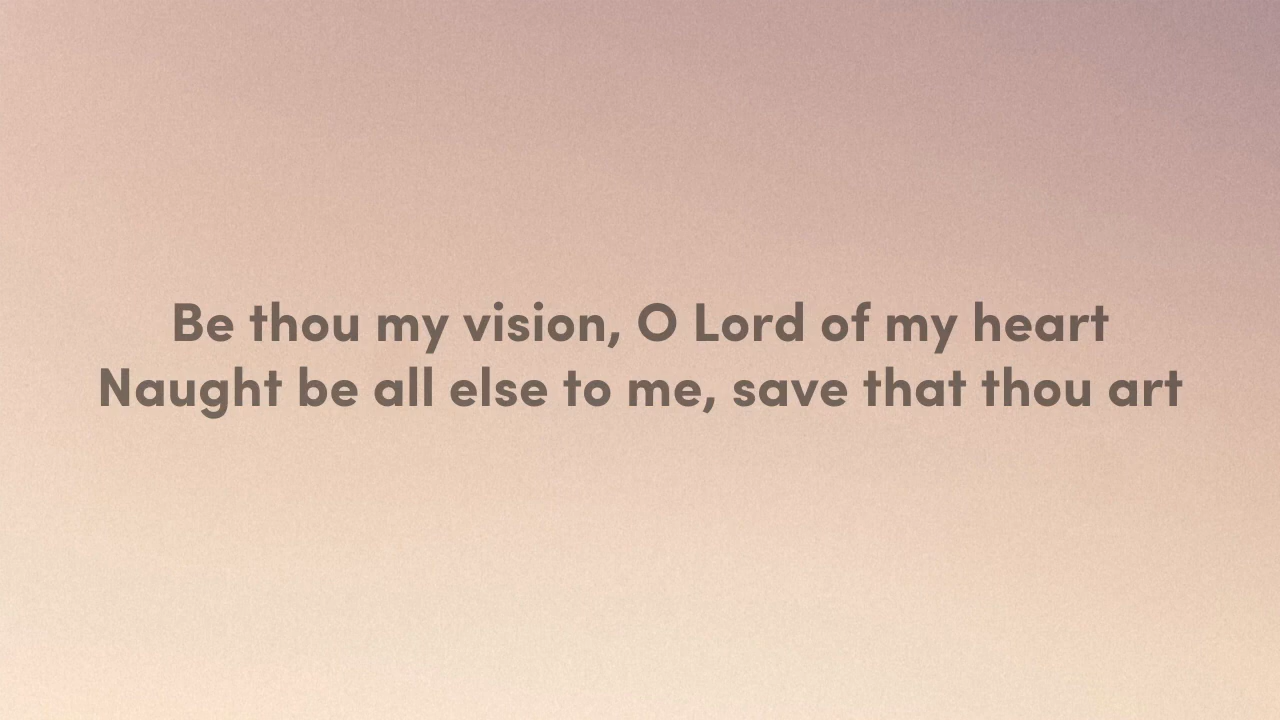 Be thou my vision, O Lord of my heart
Naught be all else to me, save that thou art